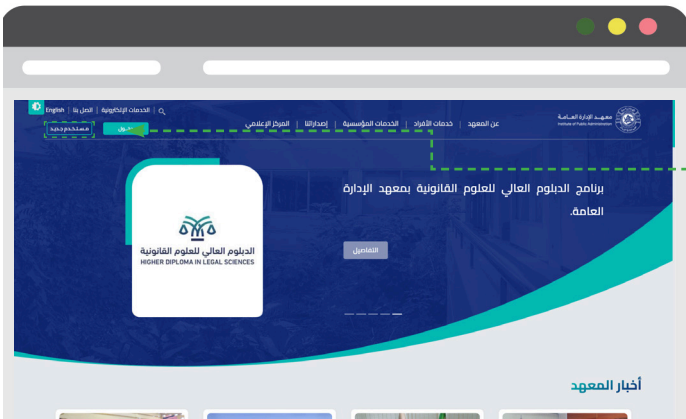 معهد الإدارة العامة
Institute of Public Administration
عن المعهد | خدمات الأفراد | الخدمات المؤسسية | إصداراتنا | المركز الإعلامي
الخدمات الإلكترونية | اتصل بنا | English
مستخدم جديد
برنامج الدبلوم العالي للعلوم القانونية بمعهد الإدارة
العامة.
التفاصيل
الدبلوم العالي للعلوم القانونية
HIGHER DIPLOMA IN LEGAL SCIENCES
أخبار المعهد